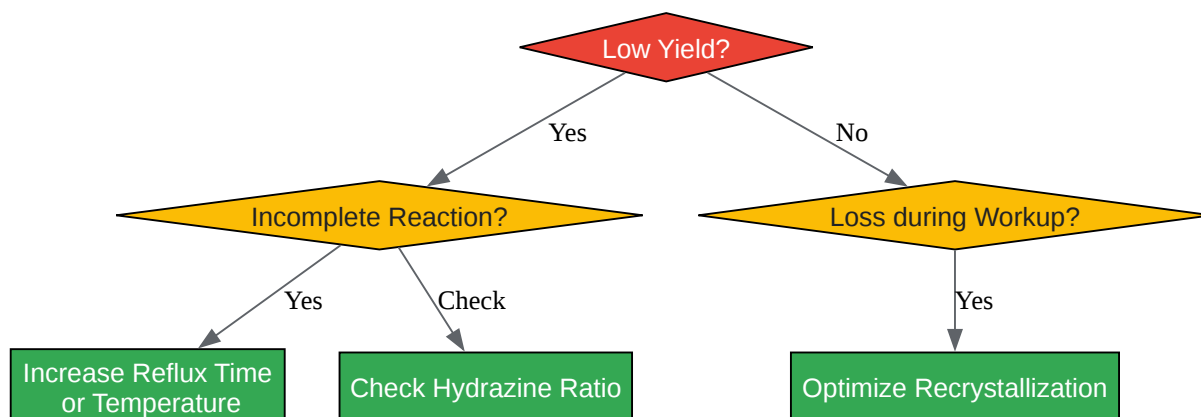 Low Yield?
Yes
No
Incomplete Reaction?
Loss during Workup?
Yes
Check
Yes
Increase Reflux Time
or Temperature
Check Hydrazine Ratio
Optimize Recrystallization